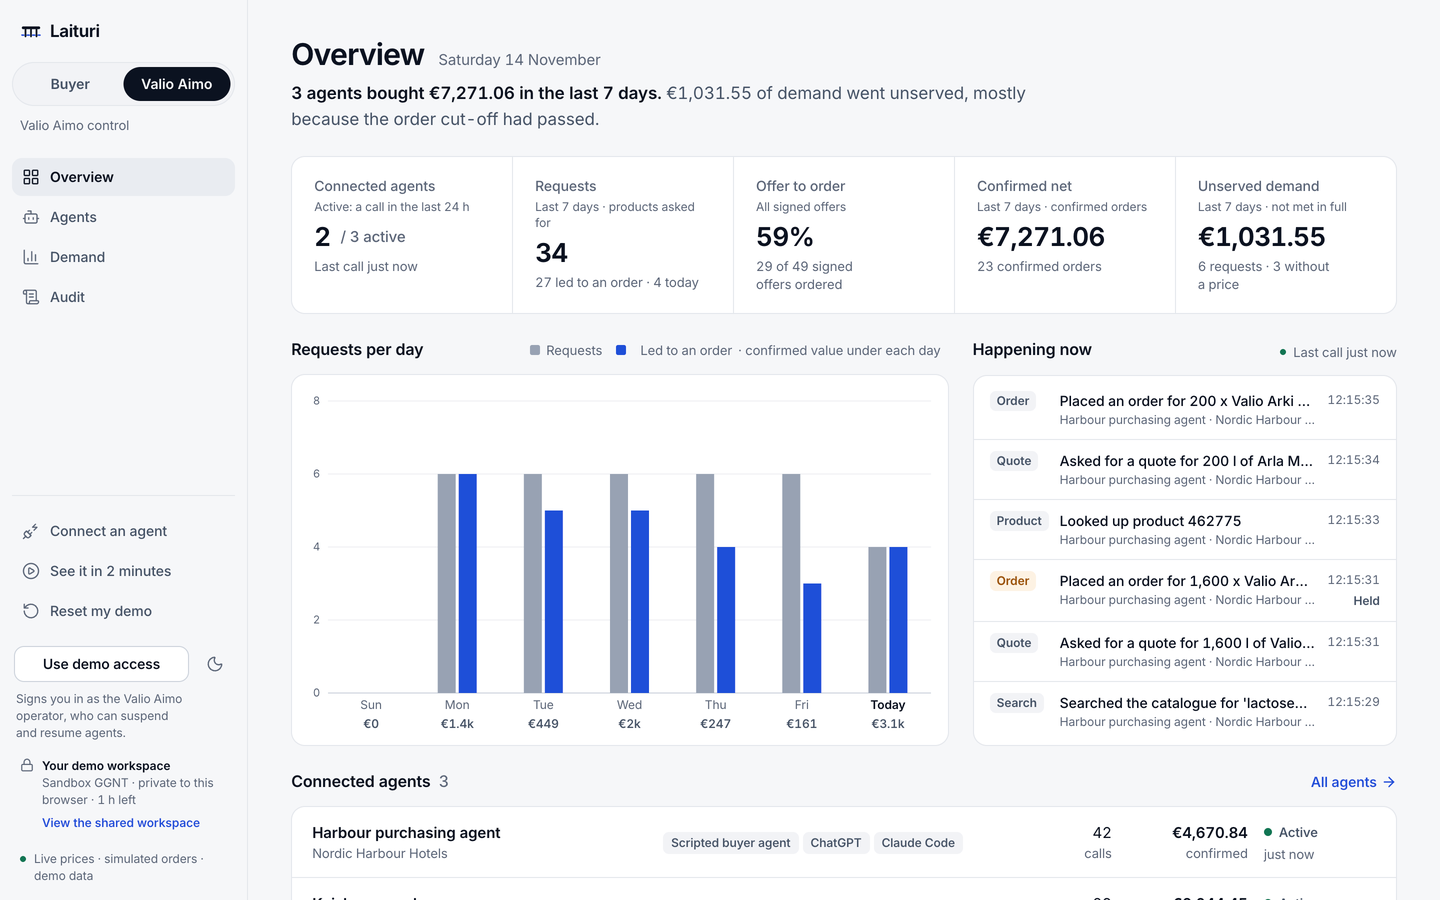 Laituri
Buyer
Valio Aimo
Valio Aimo control
Overview
Agents
Demand
Audit
Connect an agent
See it in 2 minutes
Reset my demo
Use demo access
Signs you in as the Valio Aimo
operator, who can suspend
and resume agents.
Your demo workspace
Sandbox GGNT · private to this
browser · 1 h left
View the shared workspace
Live prices · simulated orders ·
demo data
Overview Saturday 14 November
3 agents bought €7,271.06 in the last 7 days. €1,031.55 of demand went unserved, mostly
because the order cut-off had passed.
Connected agents
Active: a call in the last 24 h
2 / 3 active
Last call just now
Requests
Last 7 days · products asked
for
34
27 led to an order · 4 today
Offer to order
All signed offers
59%
29 of 49 signed
offers ordered
Confirmed net
Last 7 days · confirmed orders
€7,271.06
23 confirmed orders
Unserved demand
Last 7 days · not met in full
€1,031.55
6 requests · 3 without
a price
Requests per day
Requests Led to an order · confirmed value under each day
8
6
4
2
0
Sun Mon Tue Wed Thu Fri Today
€0 €1.4k €449 €2k €247 €161 €3.1k
Happening now
Last call just now
Order Placed an order for 200 x Valio Arki ... 12:15:35
Harbour purchasing agent · Nordic Harbour ...
Quote Asked for a quote for 200 l of Arla M... 12:15:34
Harbour purchasing agent · Nordic Harbour ...
Product Looked up product 462775 12:15:33
Harbour purchasing agent · Nordic Harbour ...
Order Placed an order for 1,600 x Valio Ar... 12:15:31
Harbour purchasing agent · Nordic Harbour ... Held
Quote Asked for a quote for 1,600 l of Valio... 12:15:31
Harbour purchasing agent · Nordic Harbour ...
Search Searched the catalogue for 'lactose... 12:15:29
Harbour purchasing agent · Nordic Harbour ...
Connected agents 3
All agents →
Harbour purchasing agent Scripted buyer agent ChatGPT Claude Code 42 €4,670.84 Active
Nordic Harbour Hotels calls confirmed just now